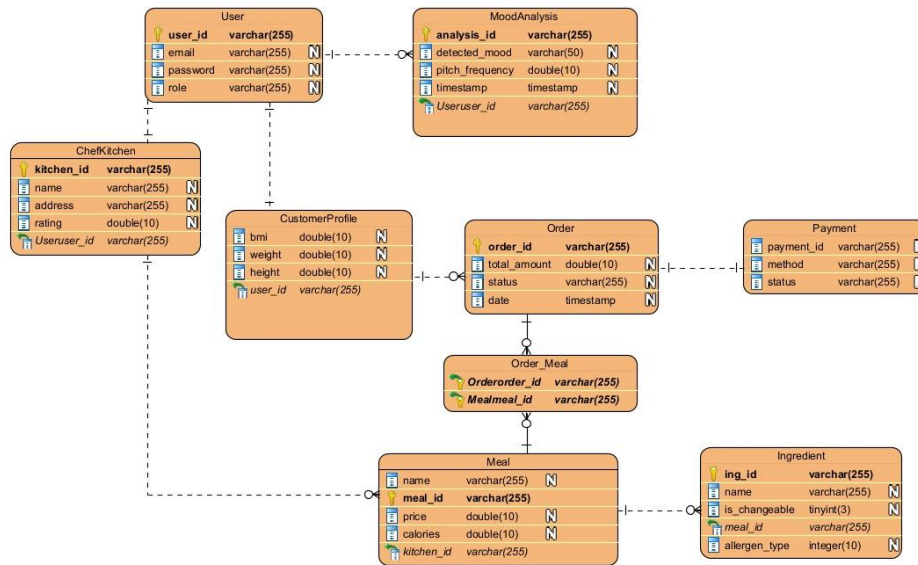 User
user_id varchar(255)
email varchar(255) N
password varchar(255) N
role varchar(255) N
MoodAnalysis
analysis_id varchar(255)
detected_mood varchar(50) N
pitch_frequency double(10) N
timestamp timestamp N
Useruser_id varchar(255)
ChefKitchen
kitchen_id varchar(255)
name varchar(255) N
address varchar(255) N
rating double(10) N
Useruser_id varchar(255)
CustomerProfile
bmi double(10) N
weight double(10) N
height double(10) N
user_id varchar(255)
Order
order_id varchar(255)
total_amount double(10) N
status varchar(255) N
date timestamp N
Payment
payment_id varchar(255)
method varchar(255)
status varchar(255)
Order_Meal
Orderorder_id varchar(255)
Mealmeal_id varchar(255)
Meal
name varchar(255) N
meal_id varchar(255)
price double(10) N
calories double(10) N
kitchen_id varchar(255)
Ingredient
ing_id varchar(255)
name varchar(255) N
is_changeable tinyint(3) N
meal_id varchar(255)
allergen_type integer(10) N